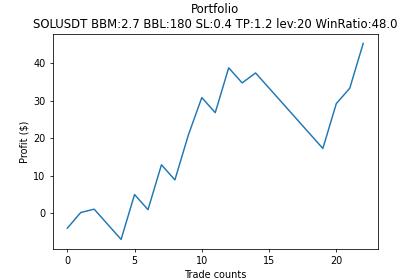 Portfolio
SOLUSDT BBM:2.7 BBL:180 SL:0.4 TP:1.2 lev:20 WinRatio:48.0
40
30
20
10
0
Profit ($)
0 5 10 15 20
Trade counts